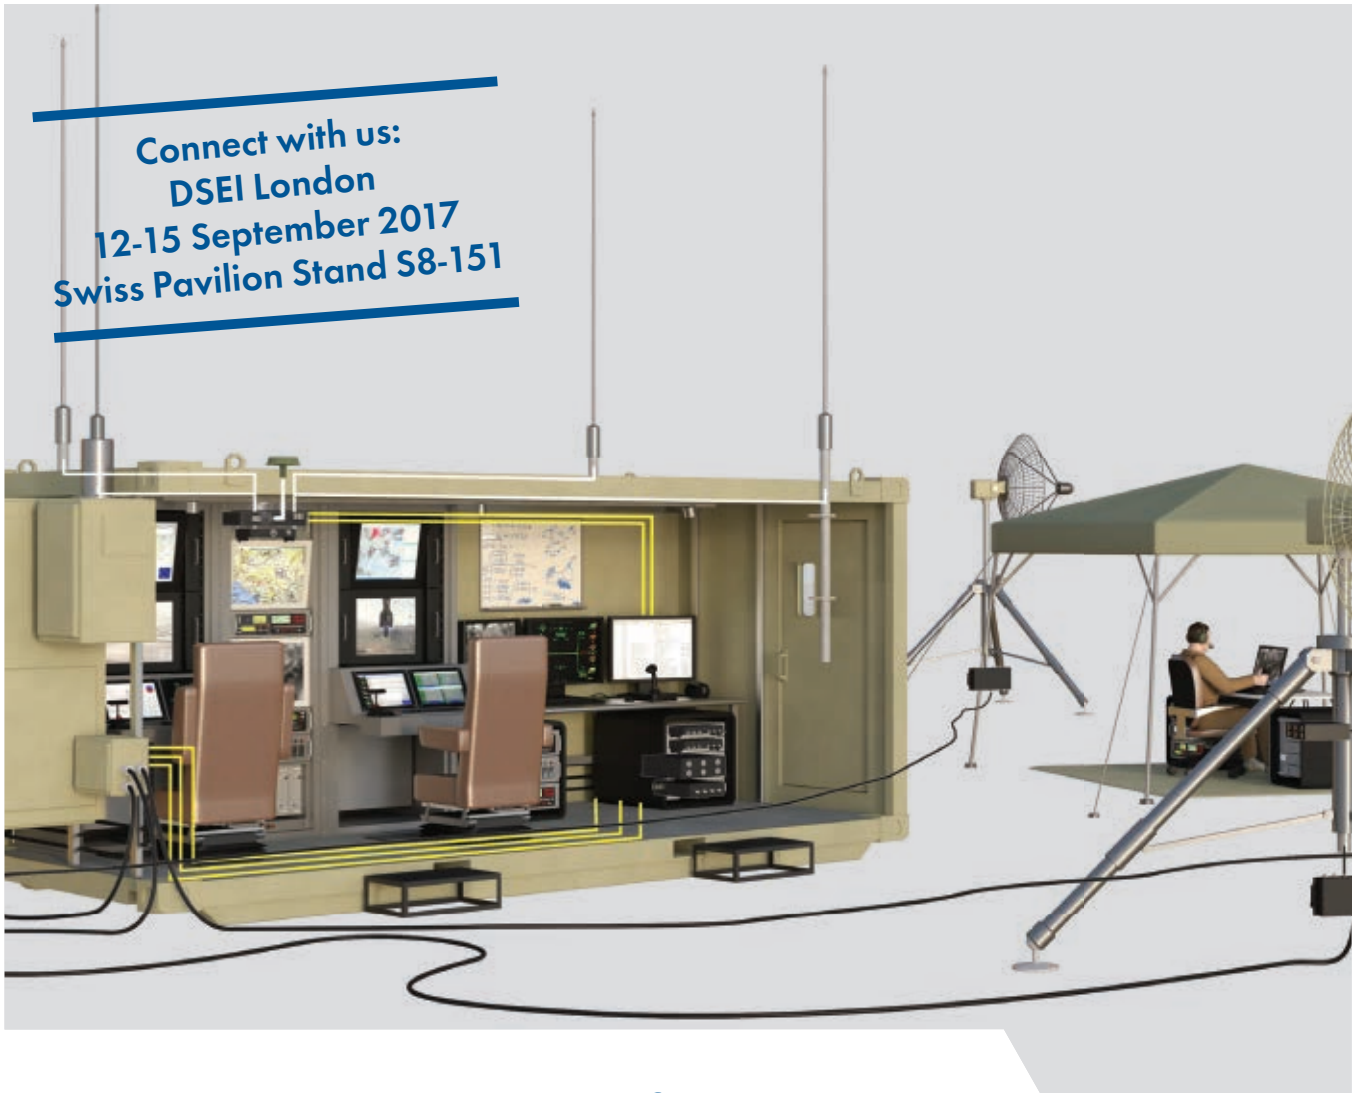 Connect with us:
DSEI London
12-15 September 2017
Swiss Pavilion Stand S8-151